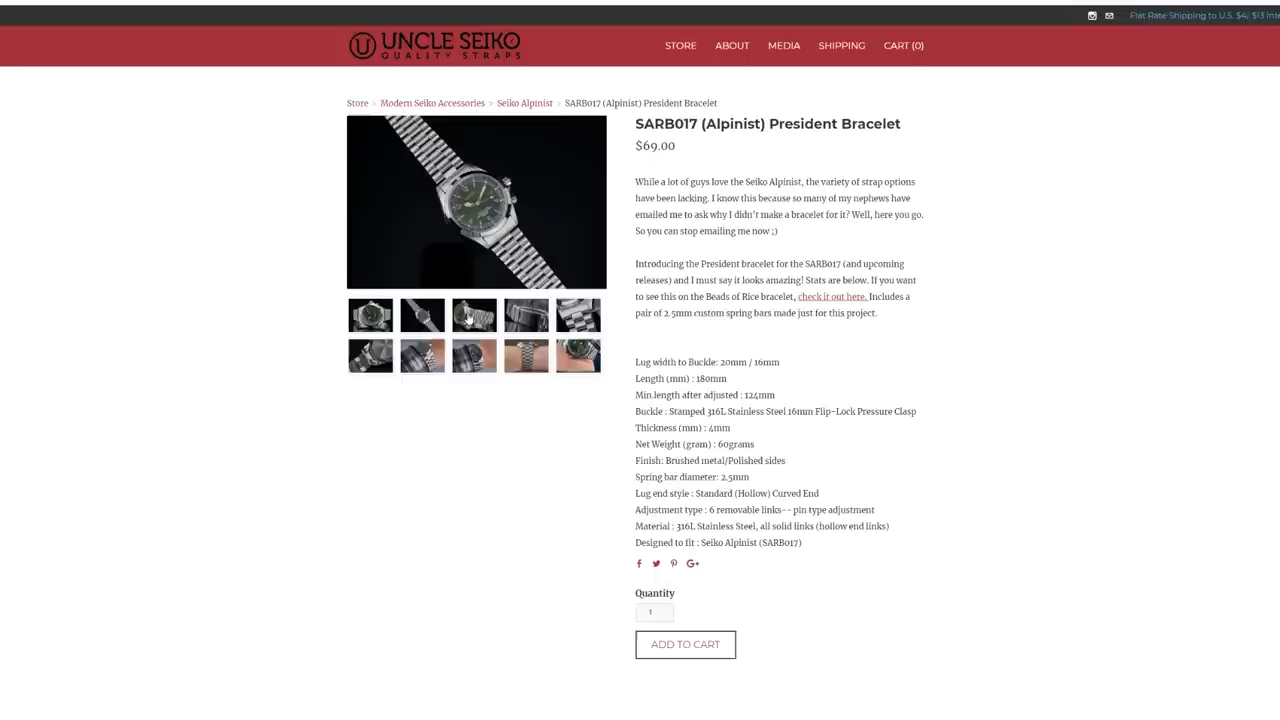 Flat Rate Shipping to U.S. $4/ $13
UNCLE SEIKO
QUALITY STRAPS
STORE ABOUT MEDIA SHIPPING CART (0)
Store > Modern Seiko Accessories > Seiko Alpinist > SARB017 (Alpinist) President Bracelet
SARB017 (Alpinist) President Bracelet
$69.00
While a lot of guys love the Seiko Alpinist, the variety of strap options
have been lacking. I know this because so many of my nephews have
emailed me to ask why I didn't make a bracelet for it? Well, here you go.
So you can stop emailing me now ;)
Introducing the President bracelet for the SARB017 (and upcoming
releases) and I must say it looks amazing! Stats are below. If you want
to see this on the Beads of Rice bracelet, check it out here. Includes a
pair of 2.5mm custom spring bars made just for this project.
Lug width to Buckle: 20mm / 16mm
Length (mm) : 180mm
Min.length after adjusted : 124mm
Buckle : Stamped 316L Stainless Steel 16mm Flip-Lock Pressure Clasp
Thickness (mm) : 4mm
Net Weight (gram) : 60grams
Finish: Brushed metal/Polished sides
Spring bar diameter: 2.5mm
Lug end style : Standard (Hollow) Curved End
Adjustment type : 6 removable links-- pin type adjustment
Material : 316L Stainless Steel, all solid links (hollow end links)
Designed to fit : Seiko Alpinist (SARB017)
G+
Quantity
1
ADD TO CART